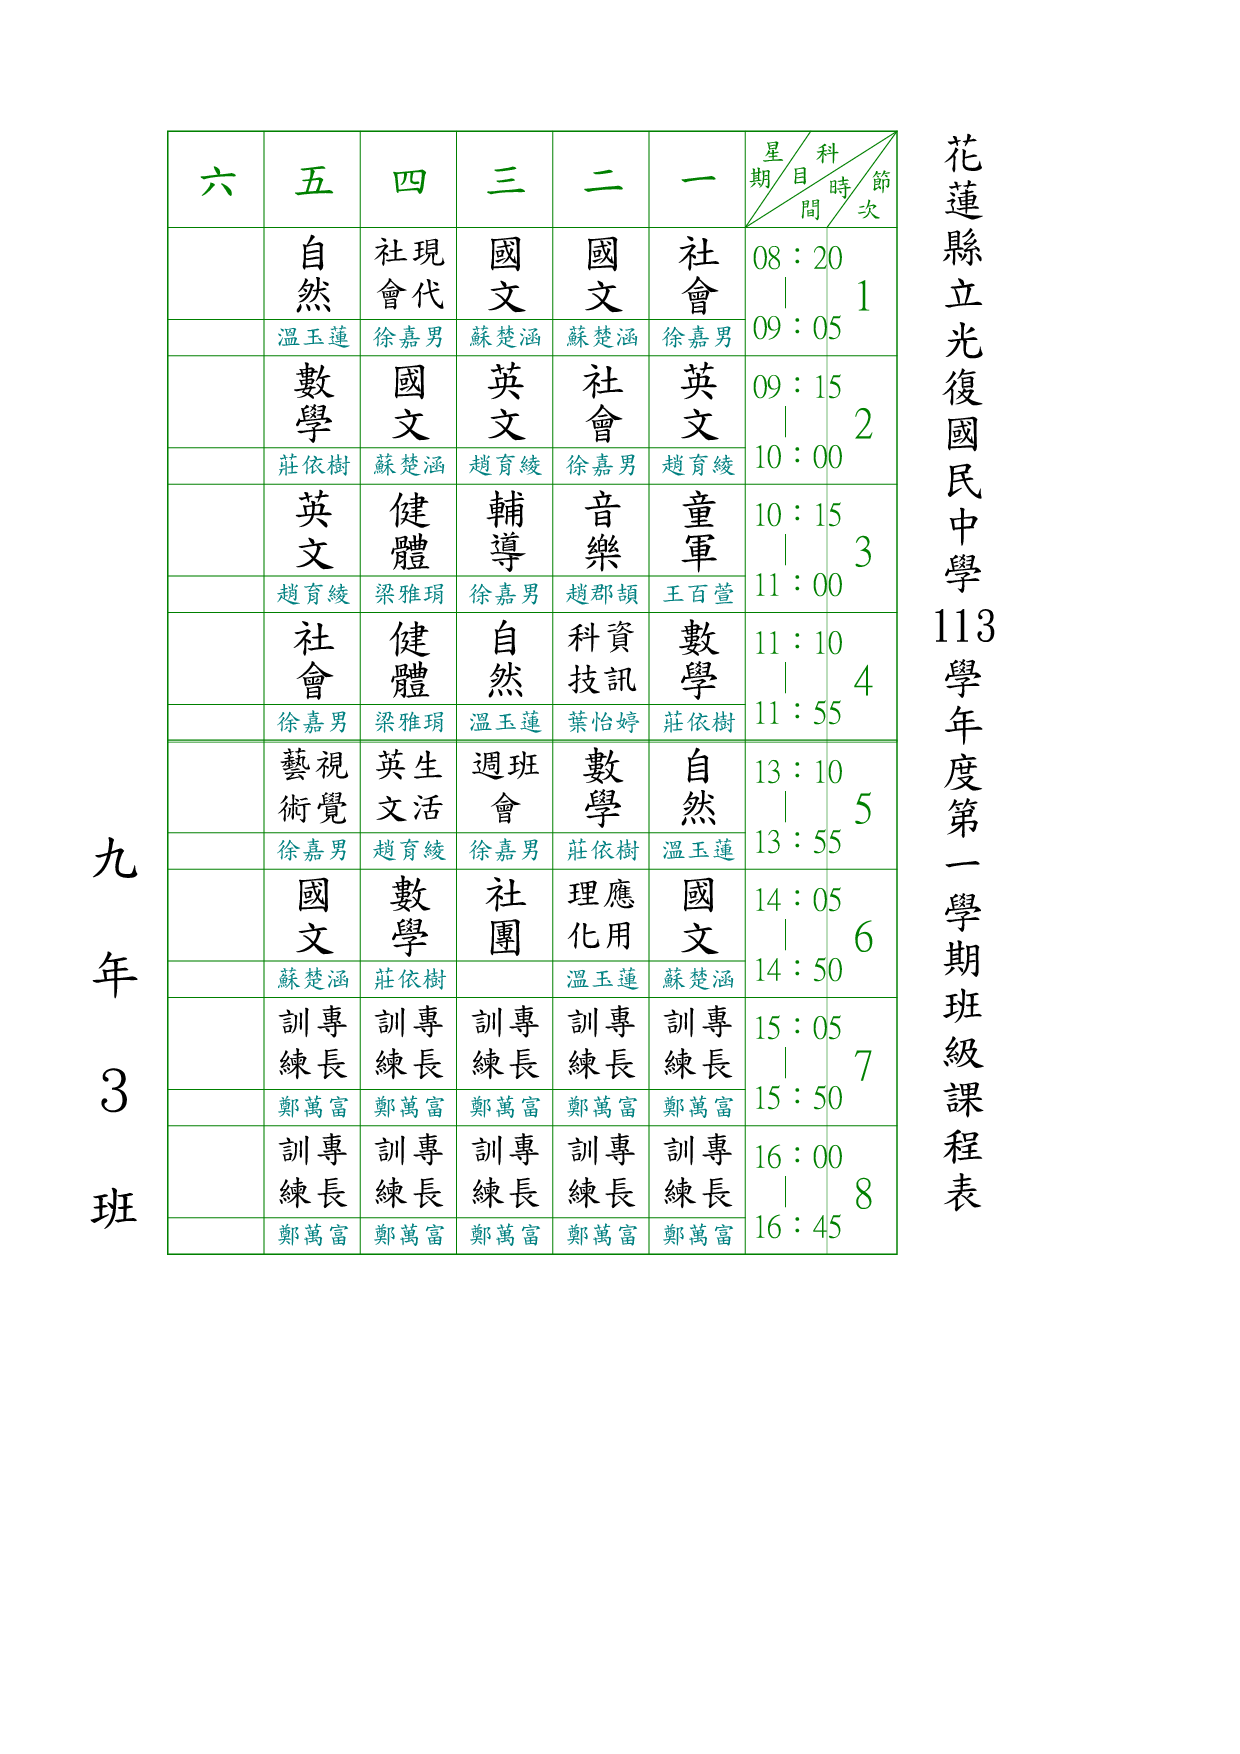 花蓮縣立光復國民中學113學年度第一學期班級課程表
星期 科目 時間 節次
一 二 三 四 五 六
08：20｜09：05 1
社會 國文 國文 現代社會 自然
徐嘉男 蘇楚涵 蘇楚涵 徐嘉男 溫玉蓮
09：15｜10：00 2
英文 社會 英文 國文 數學
趙育綾 徐嘉男 趙育綾 蘇楚涵 莊依樹
10：15｜11：00 3
童軍 音樂 輔導 健體 英文
王百萱 趙郡頡 徐嘉男 梁雅琄 趙育綾
11：10｜11：55 4
數學 資訊科技 自然 健體 社會
莊依樹 葉怡婷 溫玉蓮 梁雅琄 徐嘉男
13：10｜13：55 5
自然 數學 班週會 生活英文 視覺藝術
溫玉蓮 莊依樹 徐嘉男 趙育綾 徐嘉男
14：05｜14：50 6
國文 應用理化 社團 數學 國文
蘇楚涵 溫玉蓮 莊依樹 蘇楚涵
15：05｜15：50 7
專長訓練 專長訓練 專長訓練 專長訓練 專長訓練
鄭萬富 鄭萬富 鄭萬富 鄭萬富 鄭萬富
16：00｜16：45 8
專長訓練 專長訓練 專長訓練 專長訓練 專長訓練
鄭萬富 鄭萬富 鄭萬富 鄭萬富 鄭萬富
九年3班